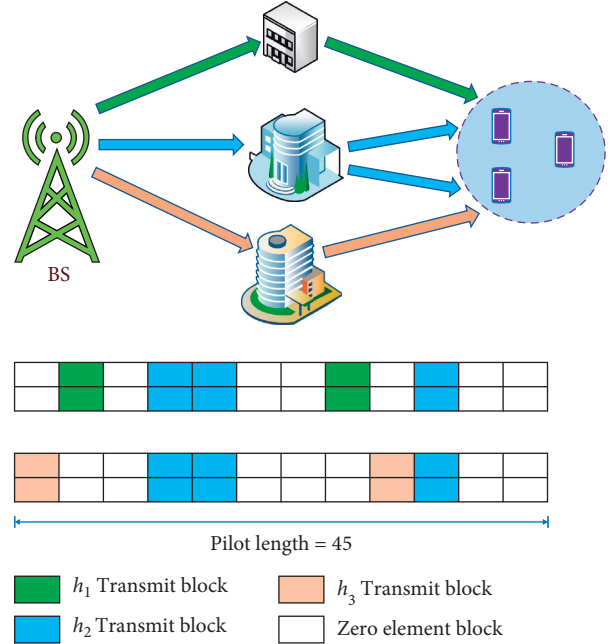 BS
Pilot length = 45
h1 Transmit block
h3 Transmit block
h2 Transmit block
Zero element block